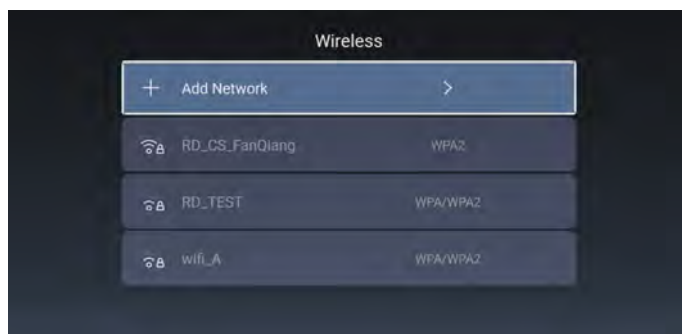 Wireless
Add Network
RD_CS_FanQiang WPA2
RD_TEST WPA/WPA2
wifi_A WPA/WPA2